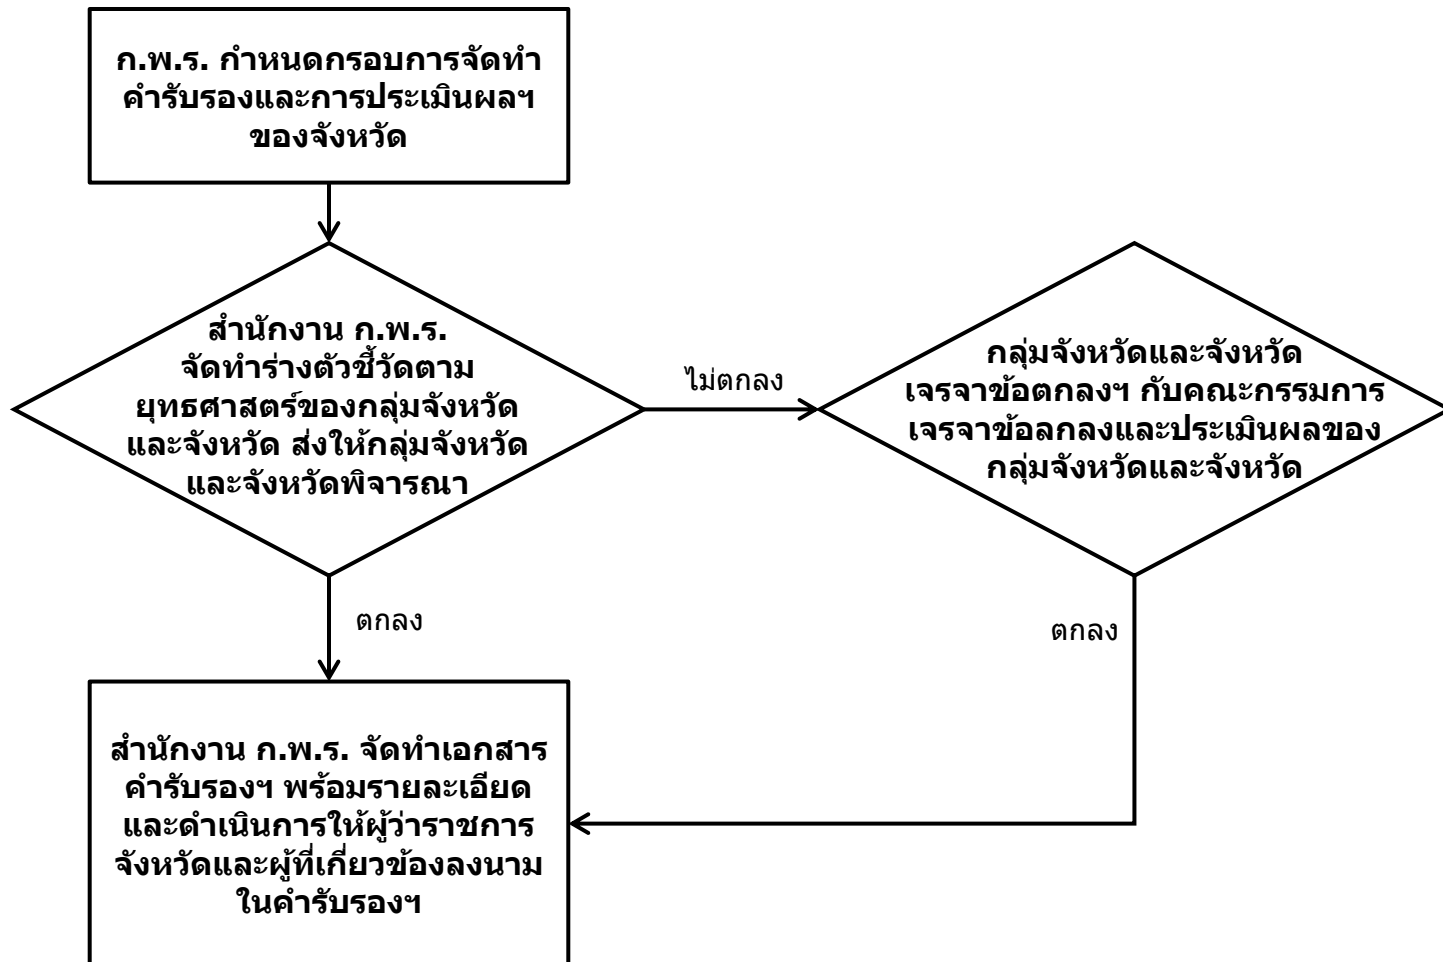 ก.พ.ร. กำหนดกรอบการจัดทำ
คำรับรองและการประเมินผลฯ
ของจังหวัด
สำนักงาน ก.พ.ร.
จัดทำร่างตัวชี้วัดตาม
ยุทธศาสตร์ของกลุ่มจังหวัด
และจังหวัด ส่งให้กลุ่มจังหวัด
และจังหวัดพิจารณา
ไม่ตกลง
กลุ่มจังหวัดและจังหวัด
เจรจาข้อตกลงฯ กับคณะกรรมการ
เจรจาข้อลกลงและประเมินผลของ
กลุ่มจังหวัดและจังหวัด
ตกลง
ตกลง
สำนักงาน ก.พ.ร. จัดทำเอกสาร
คำรับรองฯ พร้อมรายละเอียด
และดำเนินการให้ผู้ว่าราชการ
จังหวัดและผู้ที่เกี่ยวข้องลงนาม
ในคำรับรองฯ